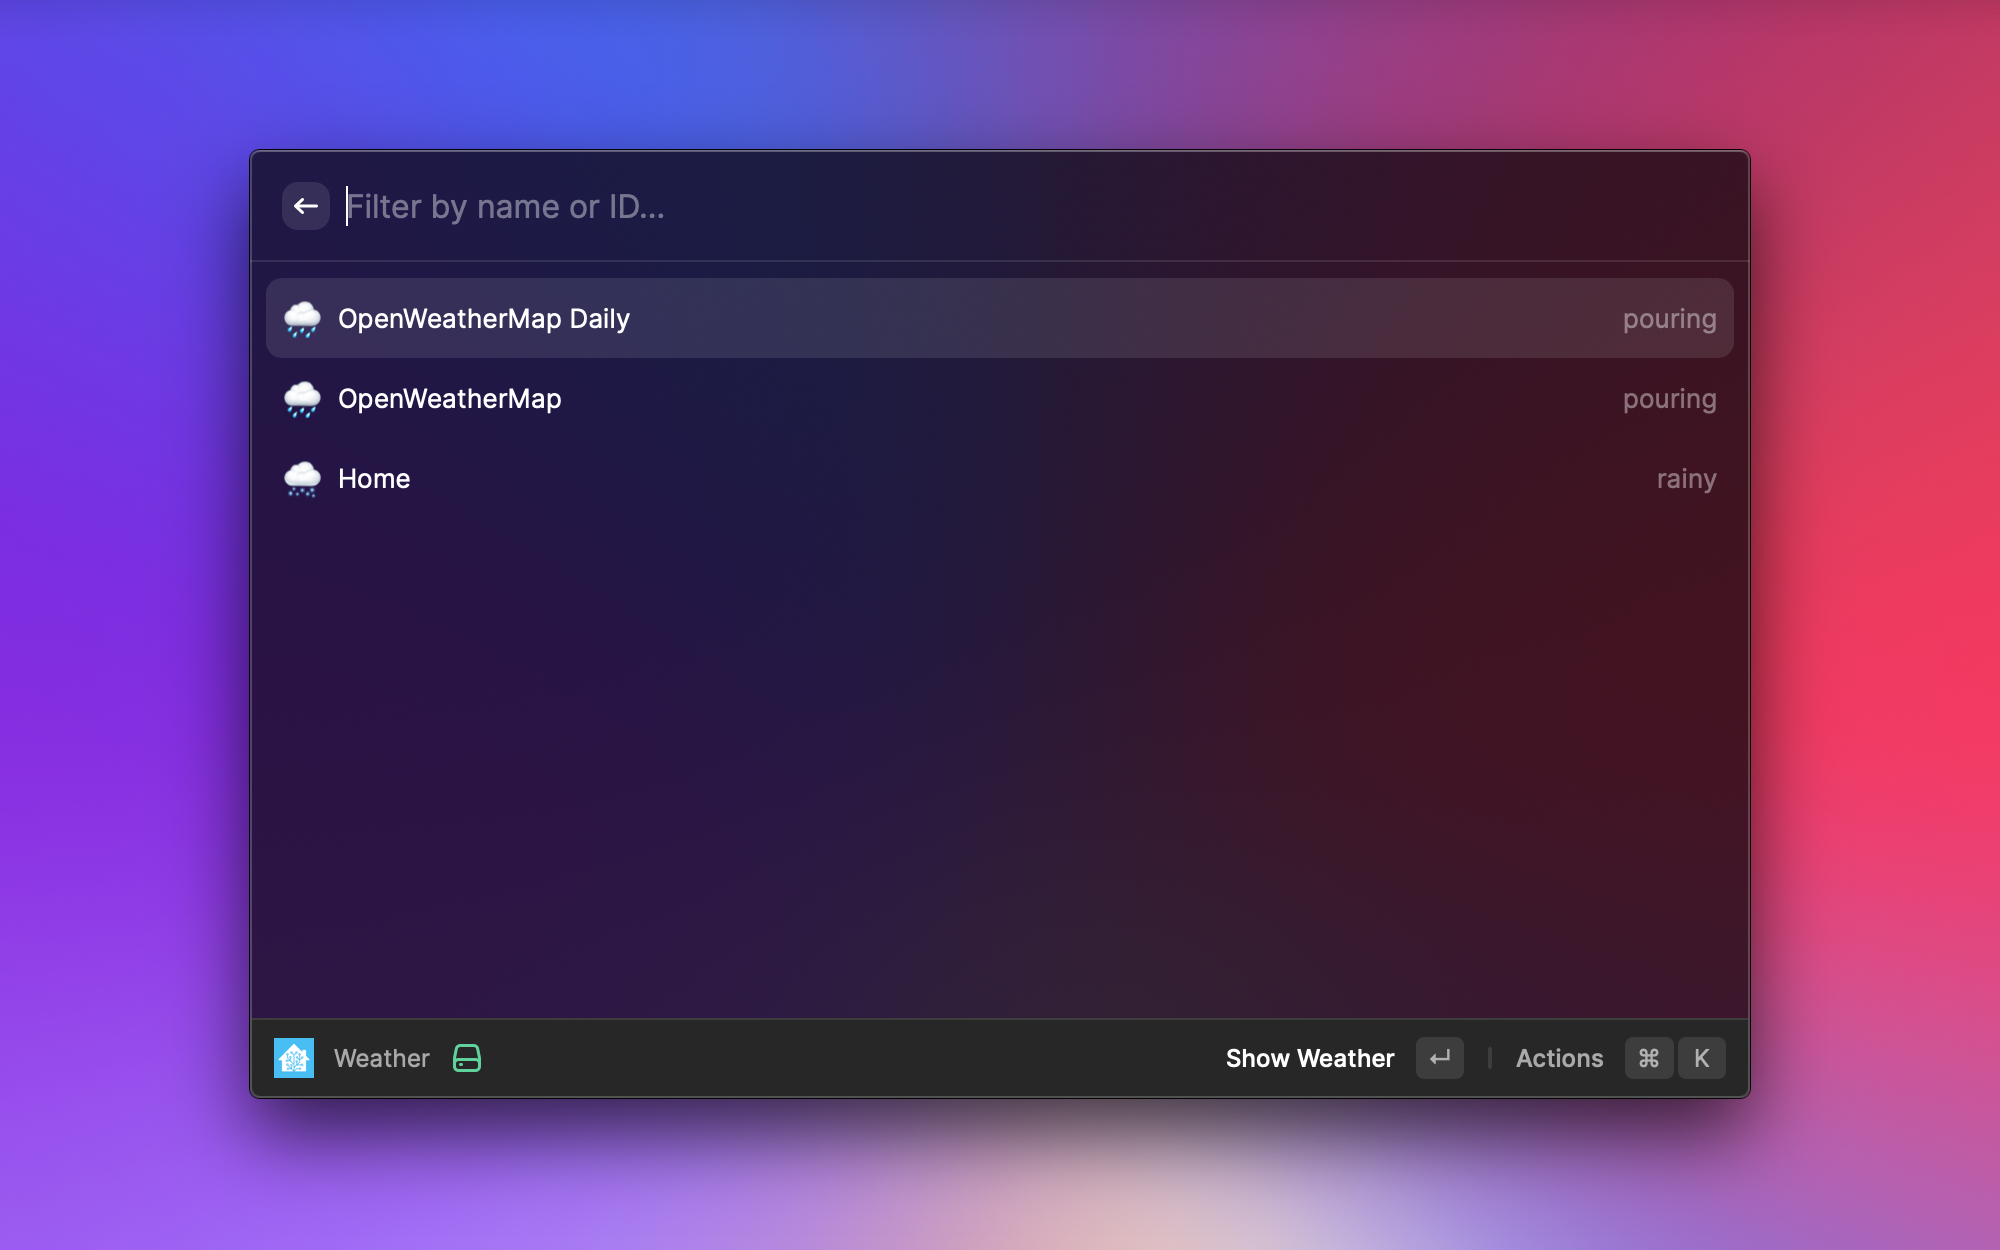 Filter by name or ID...
OpenWeatherMap Daily pouring
OpenWeatherMap pouring
Home rainy
Weather Show Weather ↵ Actions ⌘ K